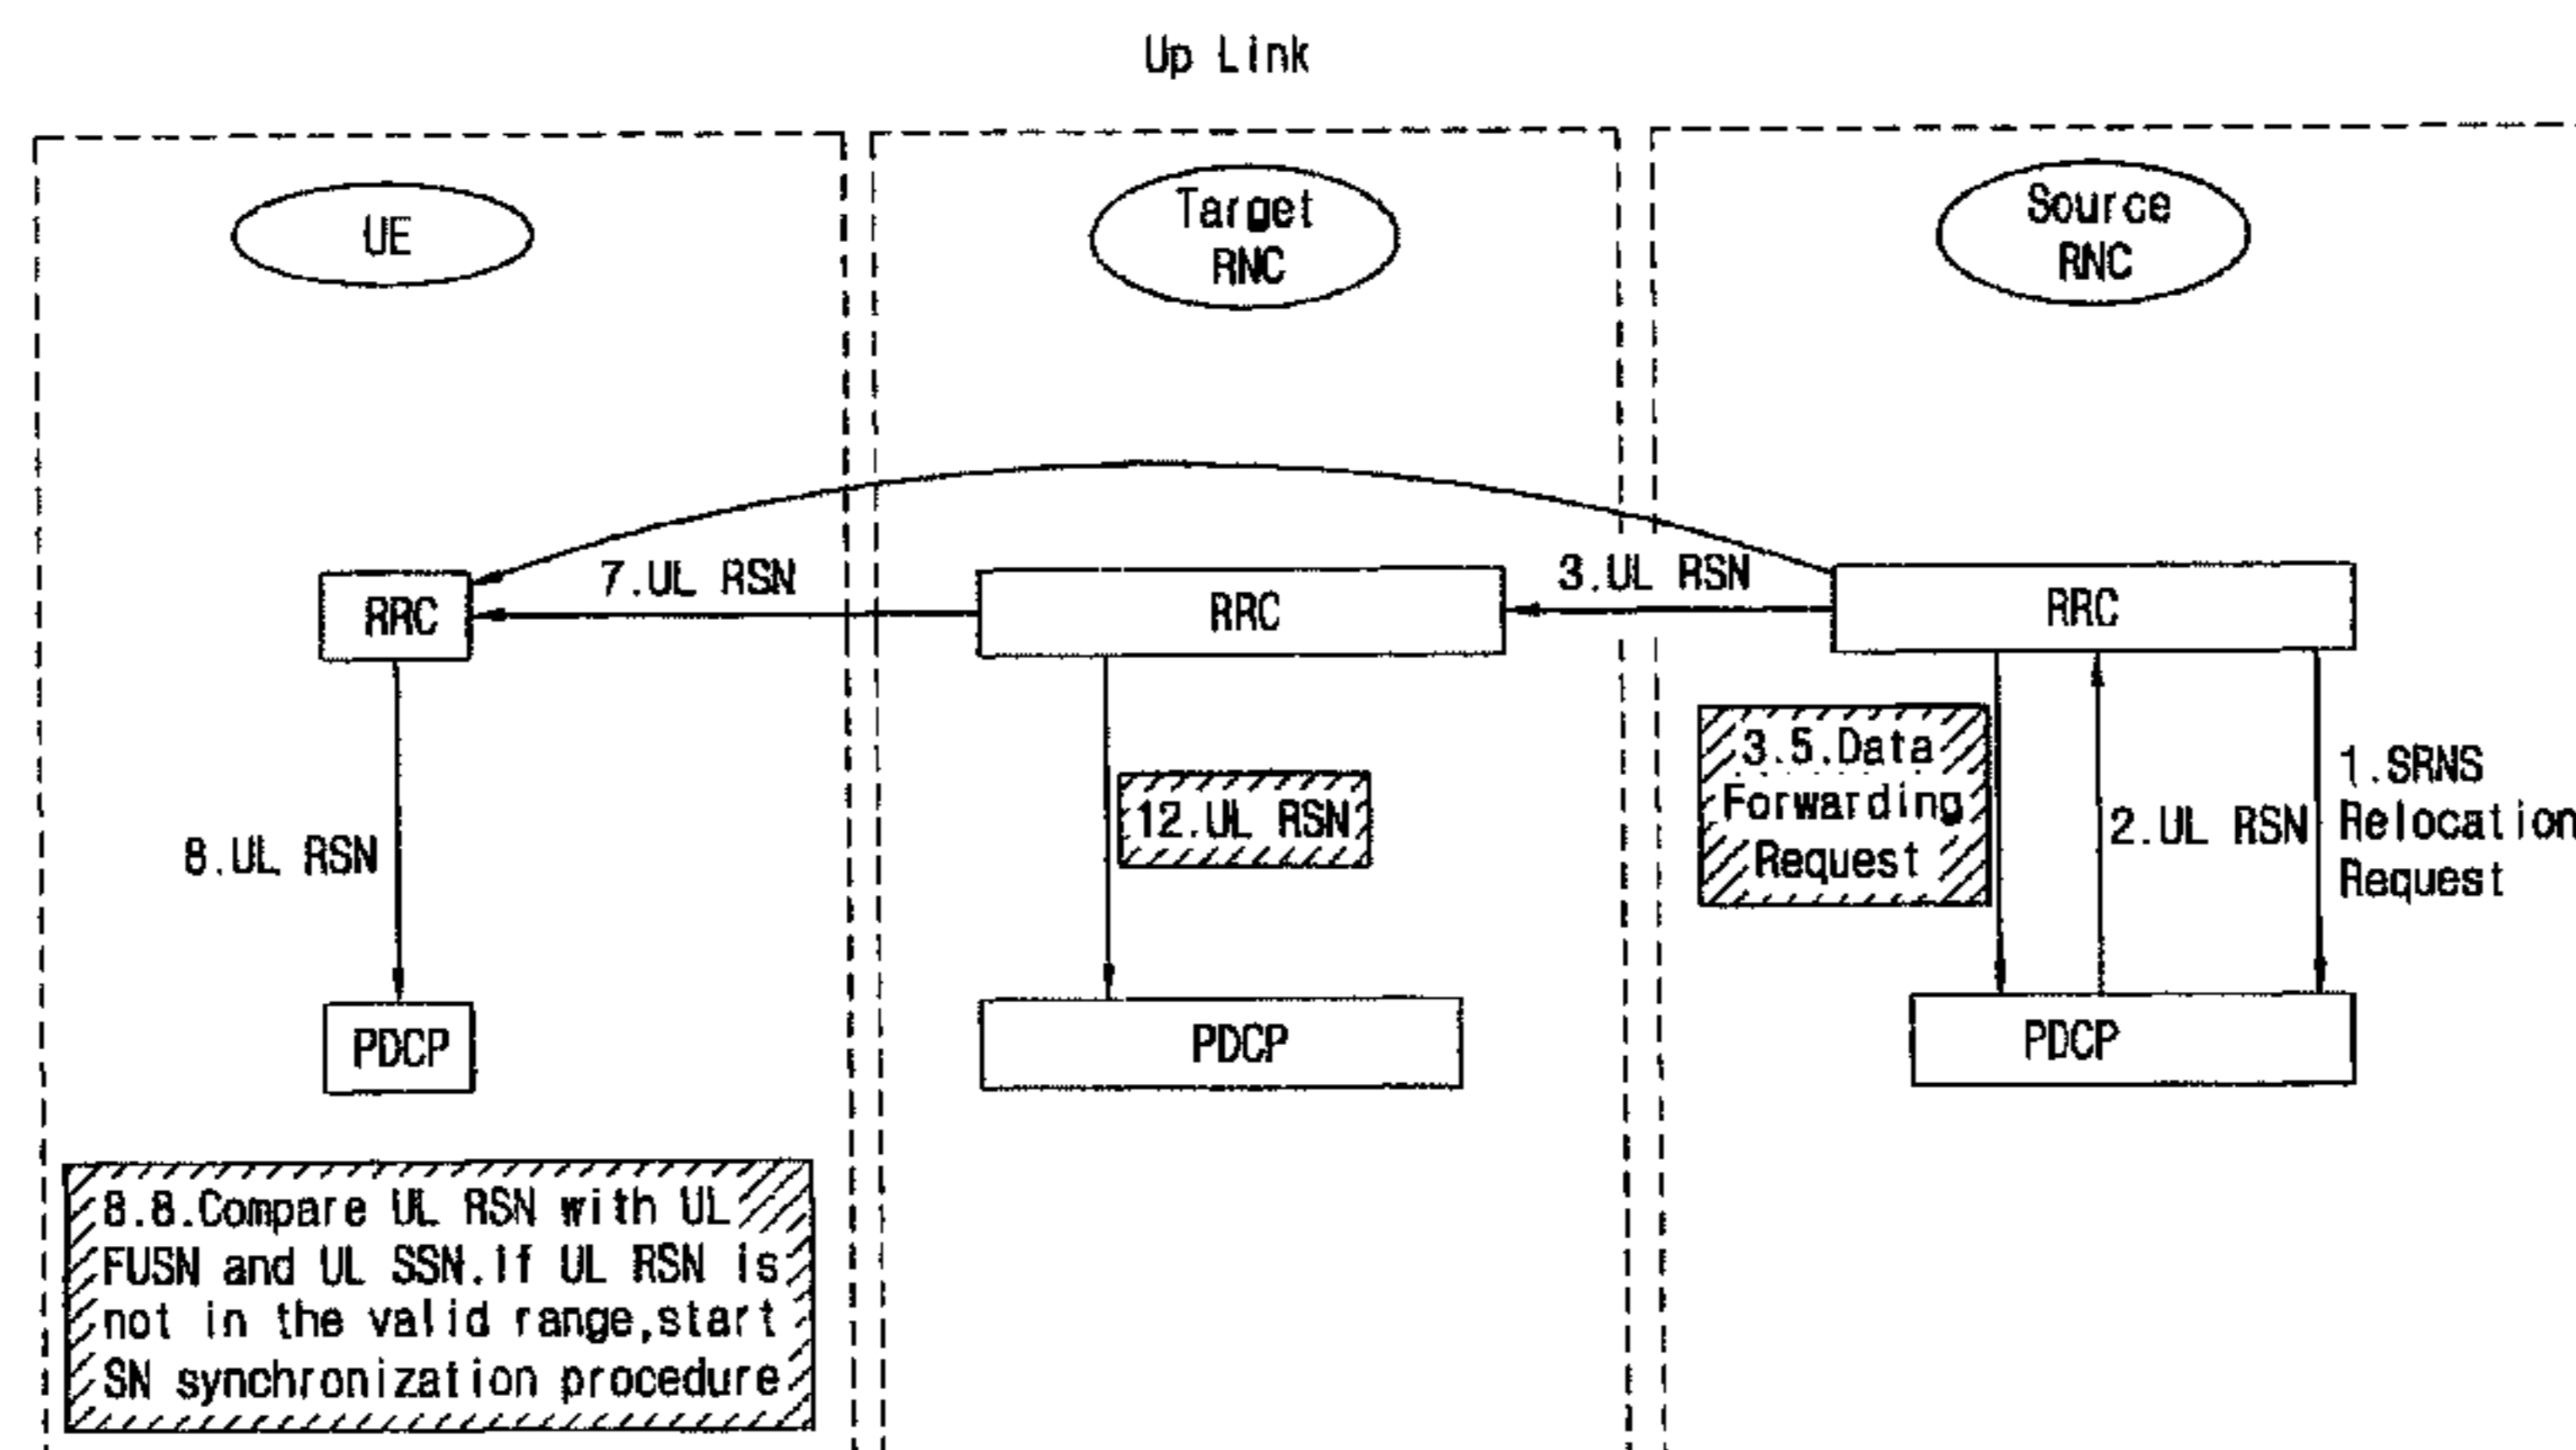 Up Link
UE
Target
RNC
Source
RNC
7.UL RSN
3.UL RSN
RRC
RRC
RRC
3.5.Data
Forwarding
Request
2.UL RSN
1.SRNS
Relocation
Request
12.UL RSN
8.UL RSN
PDCP
PDCP
PDCP
8.8.Compare UL RSN with UL
FUSN and UL SSN.If UL RSN is
not in the valid range,start
SN synchronization procedure